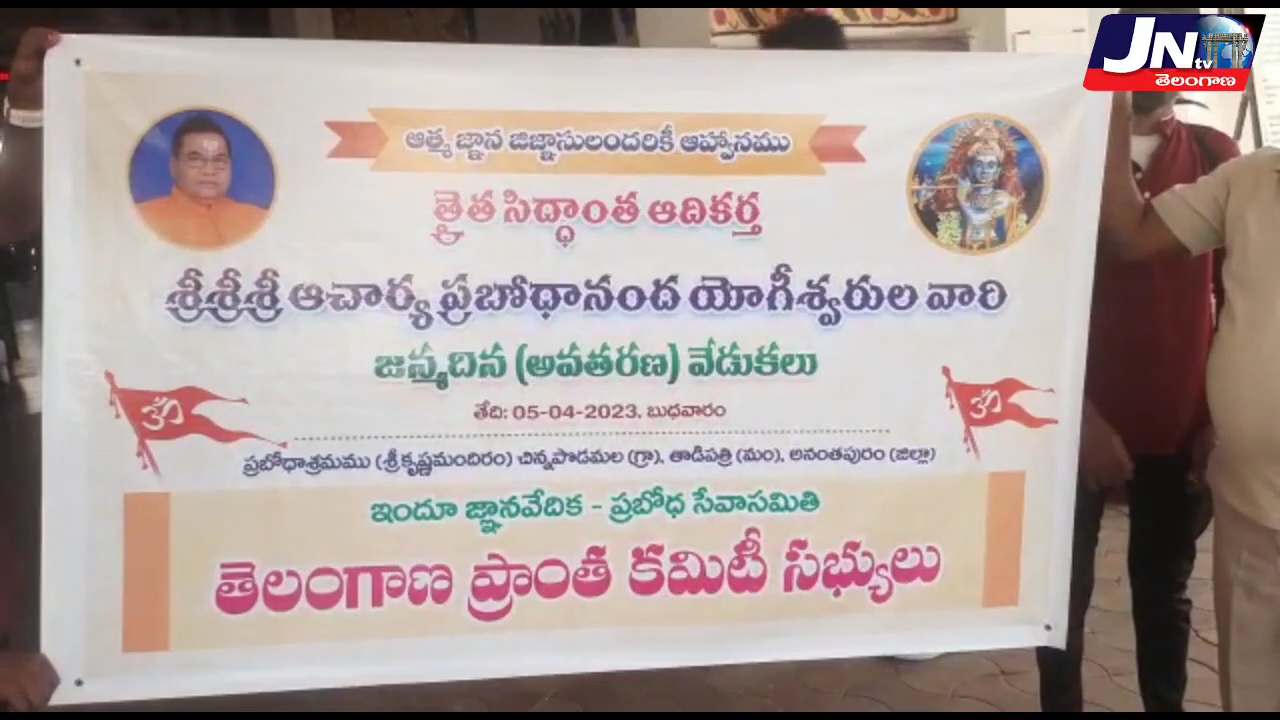 JN tv
తెలంగాణ
ఆత్మ జ్ఞాన జిజ్ఞాసులందరికీ ఆహ్వానము
త్రైత సిద్ధాంత ఆదికర్త
శ్రీశ్రీశ్రీ ఆచార్య ప్రబోధానంద యోగీశ్వరుల వారి
జన్మదిన (అవతరణ) వేడుకలు
తేది: 05-04-2023, బుధవారం
ప్రబోధాశ్రమము (శ్రీకృష్ణమందిరం) చిన్నపొడమల (గ్రా), తాడిపత్రి (మం), అనంతపురం (జిల్లా)
ఇందూ జ్ఞానవేదిక - ప్రబోధ సేవాసమితి
తెలంగాణ ప్రాంత కమిటీ సభ్యులు
ॐ
ॐ